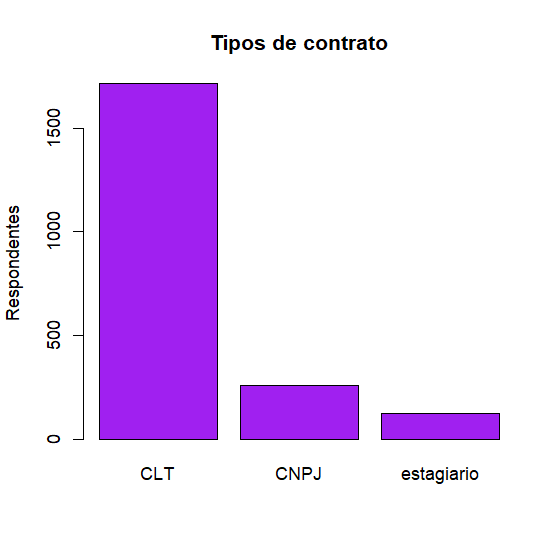 Tipos de contrato
Respondentes
1500
1000
500
0
CLT CNPJ estagiario